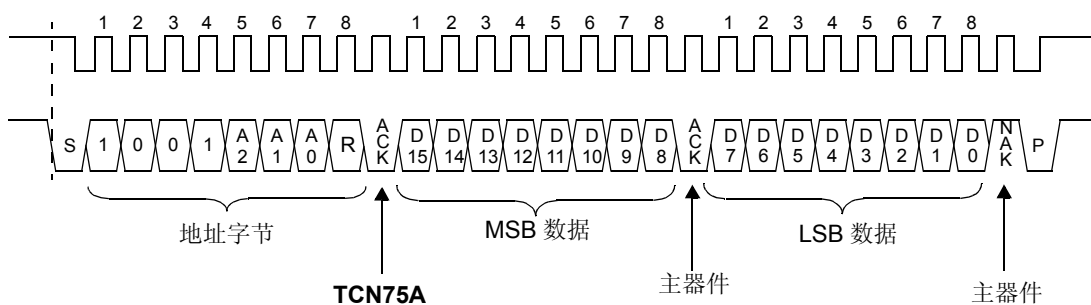 1 2 3 4 5 6 7 8 1 2 3 4 5 6 7 8 1 2 3 4 5 6 7 8
S 1 0 0 1 A2 A1 A0 R ACK D15 D14 D13 D12 D11 D10 D9 D8 ACK D7 D6 D5 D4 D3 D2 D1 D0 NAK P
地址字节 MSB 数据 LSB 数据
TCN75A 主器件 主器件